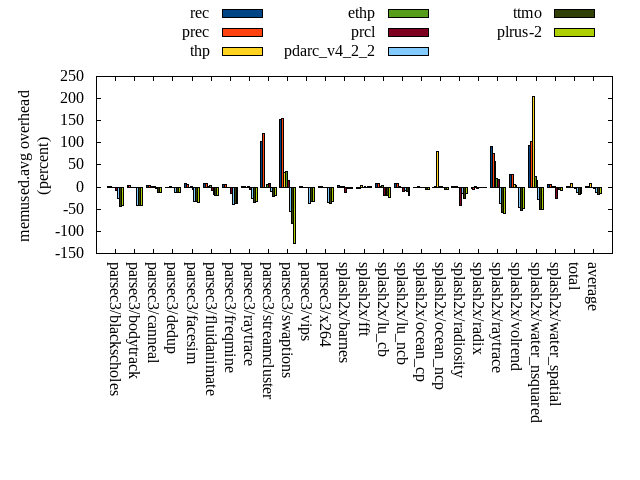 rec ethp ttmo
prec prcl plrus-2
thp pdarc_v4_2_2
memused.avg overhead
(percent)
250
200
150
100
50
0
-50
-100
-150
parsec3/blackscholes
parsec3/bodytrack
parsec3/canneal
parsec3/dedup
parsec3/facesim
parsec3/fluidanimate
parsec3/freqmine
parsec3/raytrace
parsec3/streamcluster
parsec3/swaptions
parsec3/vips
parsec3/x264
splash2x/barnes
splash2x/fft
splash2x/lu_cb
splash2x/lu_ncb
splash2x/ocean_cp
splash2x/ocean_ncp
splash2x/radiosity
splash2x/radix
splash2x/raytrace
splash2x/volrend
splash2x/water_nsquared
splash2x/water_spatial
total
average